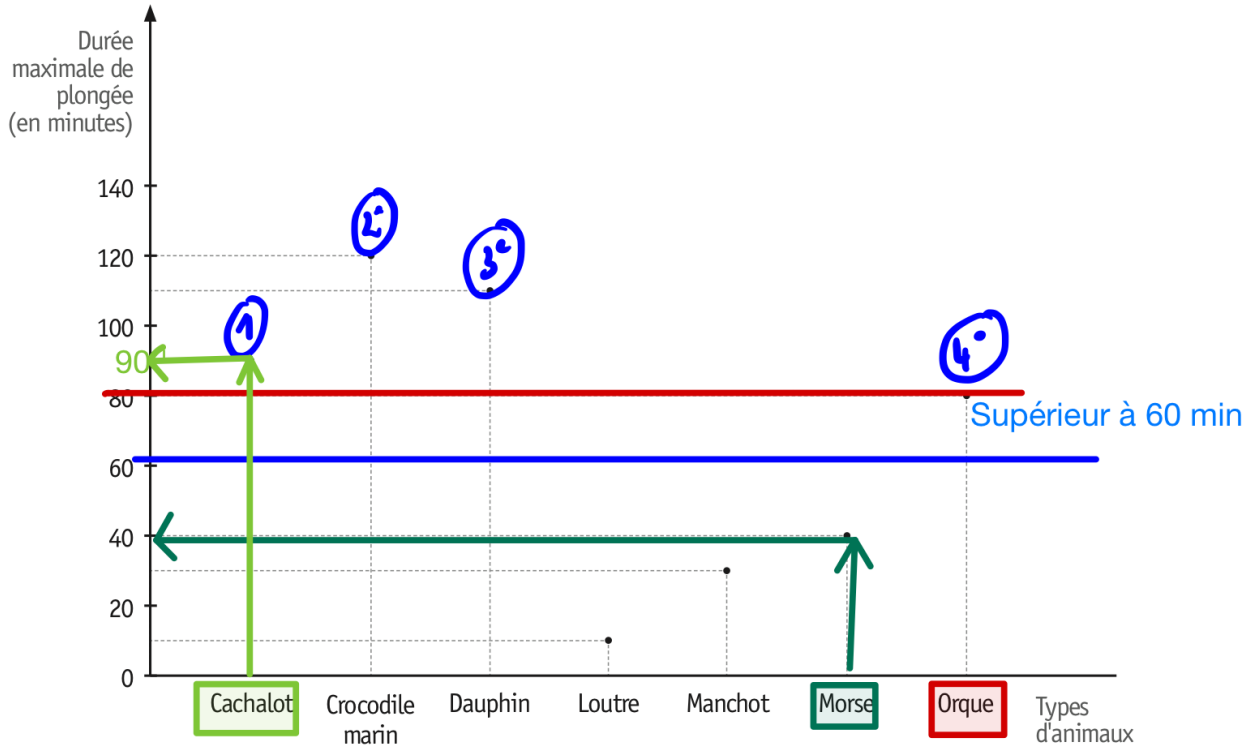 Durée
maximale de
plongée
(en minutes)
140
120
100
90
80
60
40
20
0
1
2e
3e
4e
Supérieur à 60 min
Cachalot
Crocodile
marin
Dauphin
Loutre
Manchot
Morse
Orque
Types
d'animaux